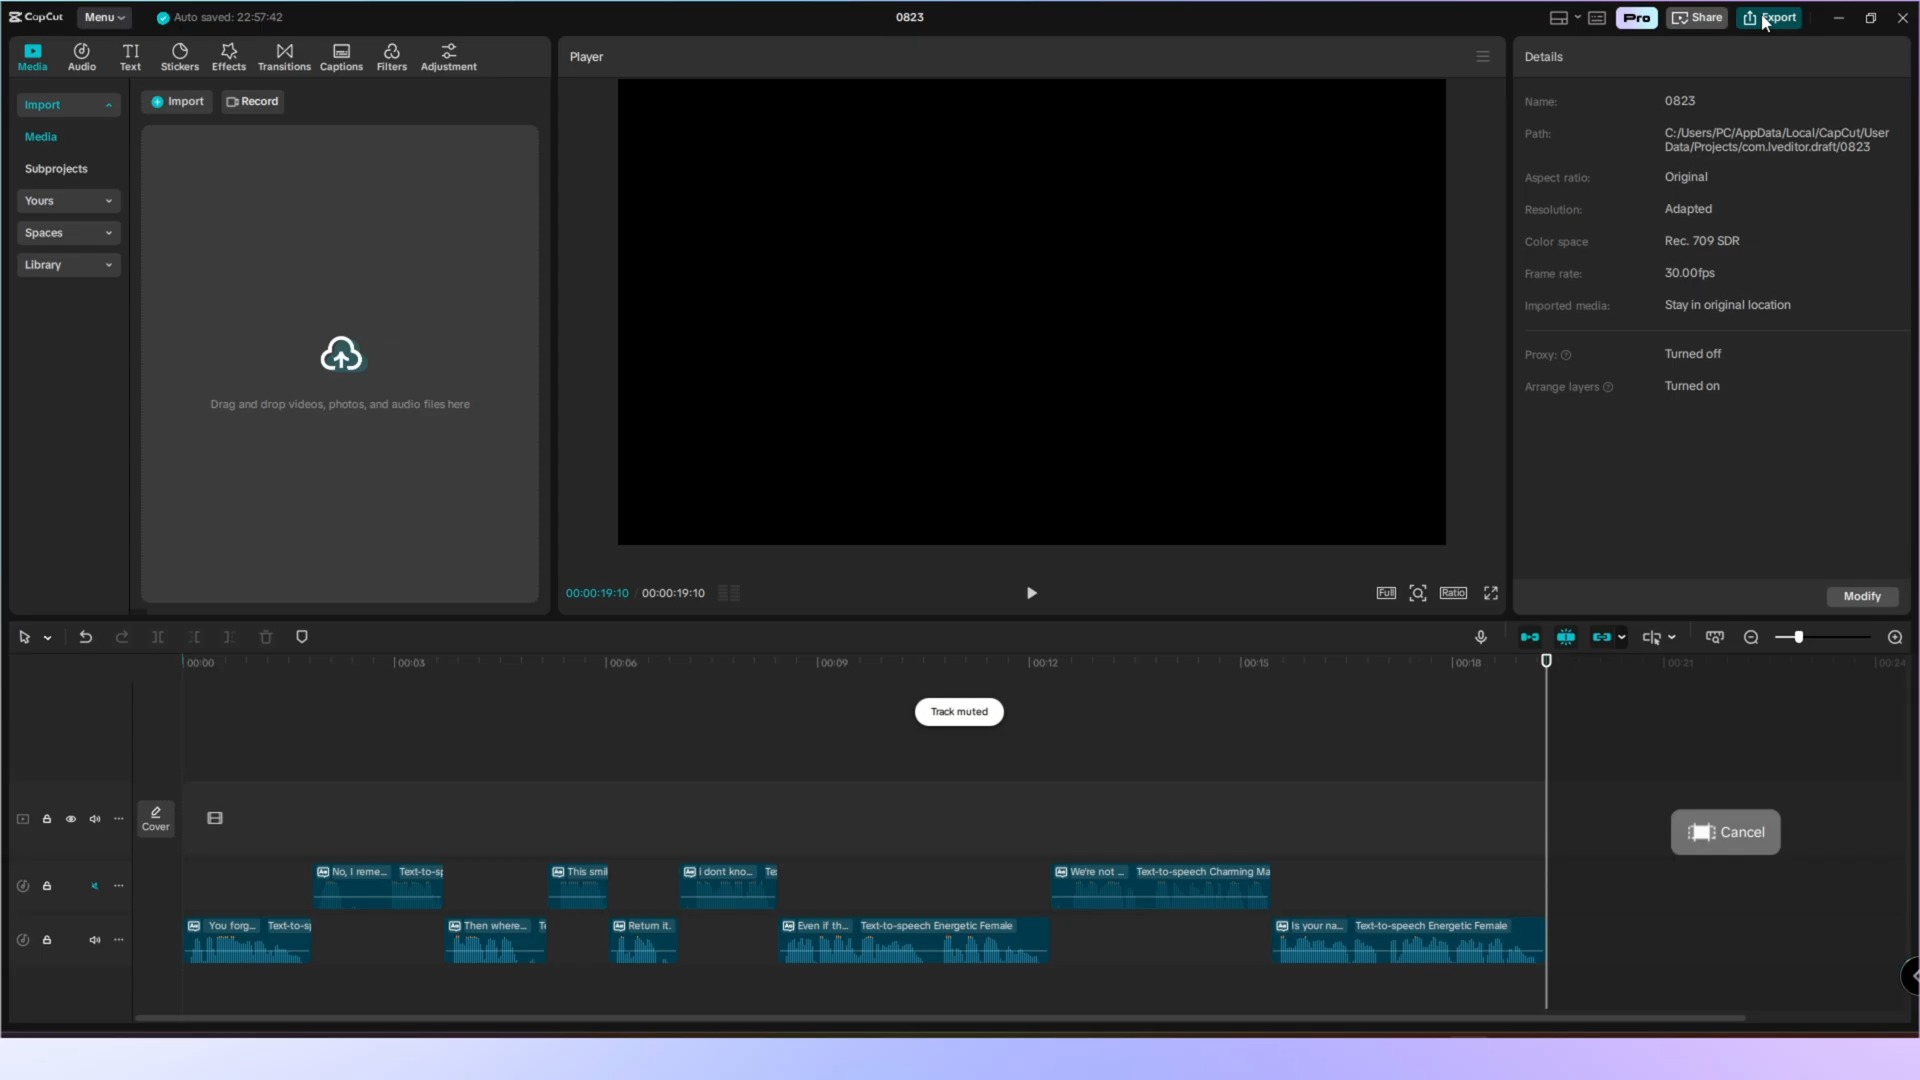 CapCut
Menu
Auto saved: 22:57:42
0823
Pro
Share
Export
Media
Audio
Text
Stickers
Effects
Transitions
Captions
Filters
Adjustment
Import
Media
Subprojects
Yours
Spaces
Library
Import
Record
Drag and drop videos, photos, and audio files here
Player
00:00:19:10 / 00:00:19:10
Full
Ratio
Details
Name: 0823
Path: C:/Users/PC/AppData/Local/CapCut/User
Data/Projects/com.lveditor.draft/0823
Aspect ratio: Original
Resolution: Adapted
Color space Rec. 709 SDR
Frame rate: 30.00fps
Imported media: Stay in original location
Proxy: Turned off
Arrange layers Turned on
Modify
00:00 00:03 00:06 00:09 00:12 00:15 00:18 00:21 00:24
Track muted
Cover
Cancel
No, I reme... Text-to-sp
This smil
i dont kno... Te
We're not ... Text-to-speech Charming Ma
You forg... Text-to-sp
Then where... Te
Return it.
Even if th... Text-to-speech Energetic Female
Is your na... Text-to-speech Energetic Female